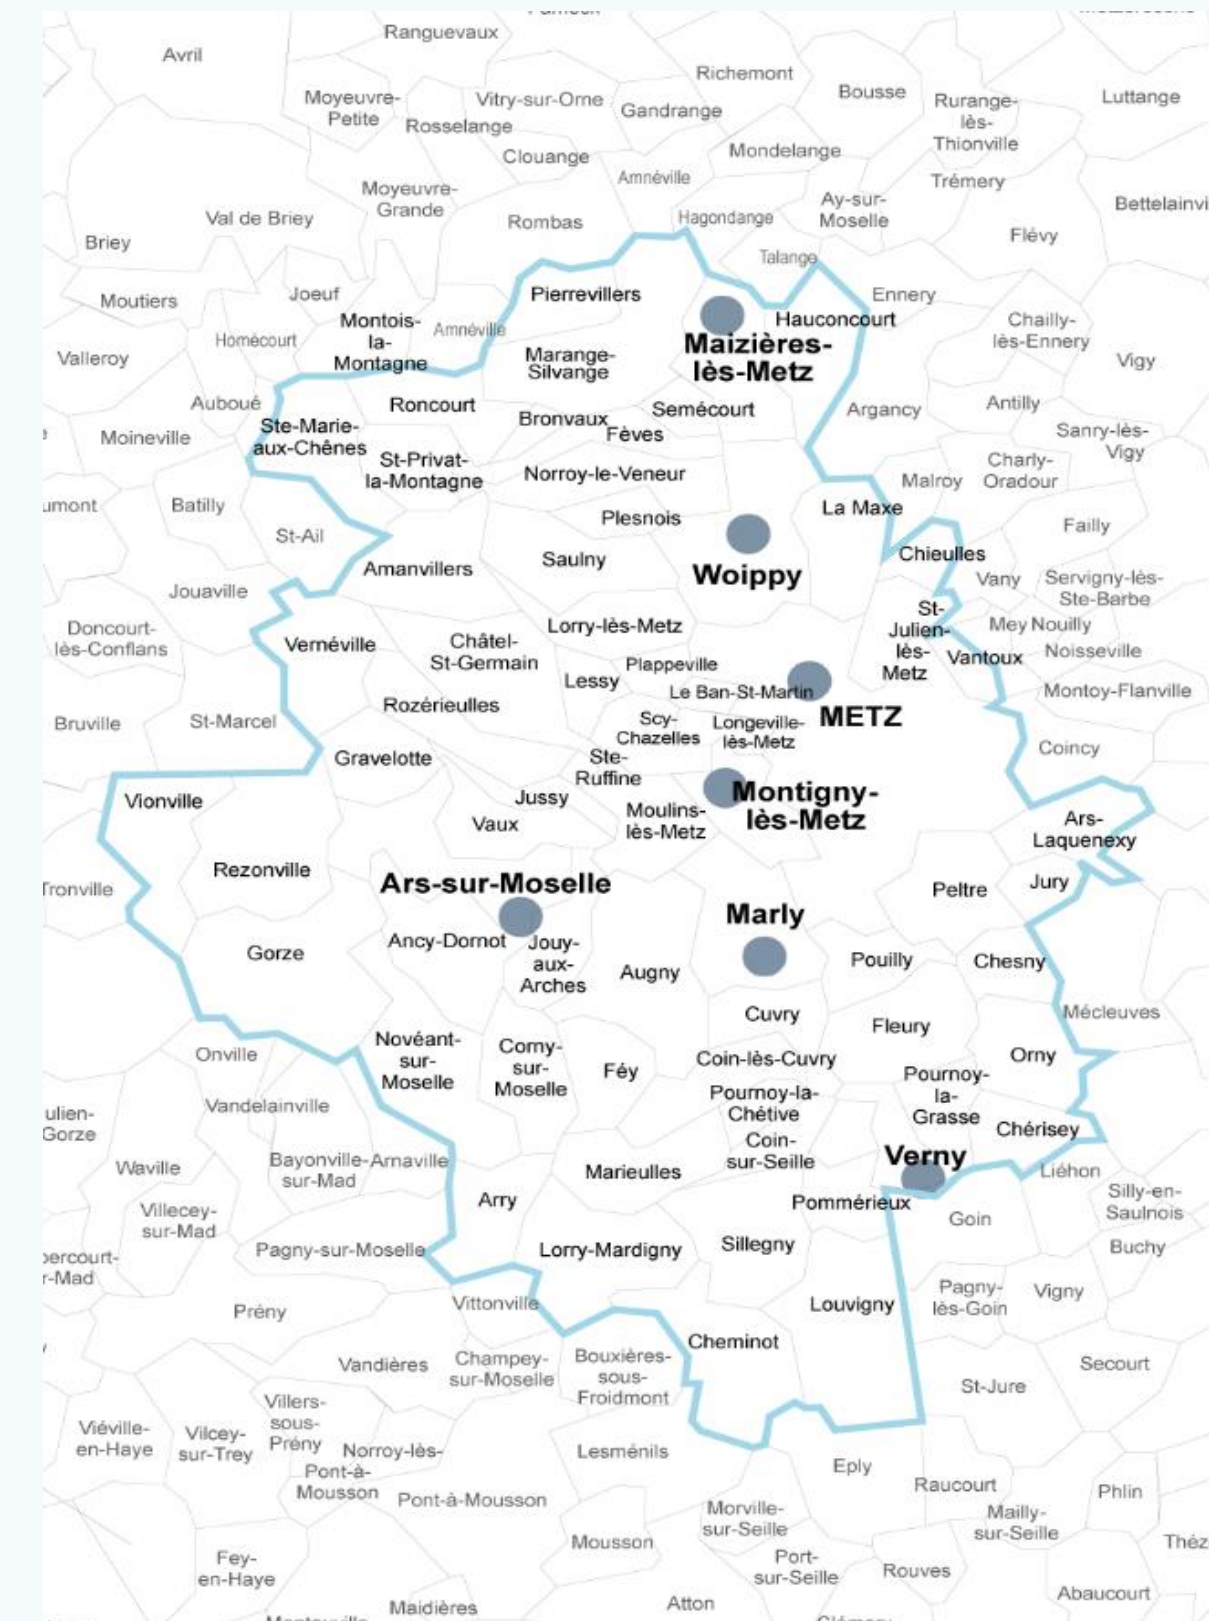 Ranguevaux
Avril
Richemont
Bousse
Luttange
Moyeuvre-
Petite
Vitry-sur-Orne
Gandrange
Rurange-
lès-
Thionville
Rosselange
Clouange
Mondelange
Amnéville
Trémery
Moyeuvre-
Grande
Ay-sur-
Moselle
Val de Briey
Rombas
Hagondange
Flévy
Briey
Talange
Moutiers
Joeuf
Pierrevillers
Ennery
Montois-
la-
Montagne
Amnéville
Hauconcourt
Chailly-
lès-Ennery
Homécourt
Maizières-
lès-Metz
Valleroy
Marange-
Silvange
Vigy
Auboué
Roncourt
Semécourt
Argancy
Antilly
Bronvaux
Ste-Marie-
aux-Chênes
Moineville
Fèves
Sanry-lès-
Vigy
St-Privat-
la-Montagne
Norroy-le-Veneur
Charly-
Oradour
Malroy
Batilly
La Maxe
Plesnois
Failly
St-Ail
Saulny
Chieulles
Amanvillers
Woippy
Vany
Servigny-lès-
Ste-Barbe
Jouaville
St-
Julien-
lès-
Metz
Doncourt-
lès-Conflans
Lorry-lès-Metz
Mey
Nouilly
Vernéville
Châtel-
St-Germain
Plappeville
Vantoux
Noisseville
Lessy
Le Ban-St-Martin
Montoy-Flanville
Rozérieulles
METZ
Bruville
St-Marcel
Scy-
Chazelles
Longeville-
lès-Metz
Coincy
Gravelotte
Ste-
Ruffine
Vionville
Jussy
Montigny-
lès-Metz
Vaux
Moulins-
lès-Metz
Ars-
Laquenexy
Rezonville
Ars-sur-Moselle
Peltre
Jury
Tronville
Marly
Gorze
Ancy-Dornot
Jouy-
aux-
Arches
Augny
Pouilly
Chesny
Cuvry
Mécleuves
Fleury
Novéant-
sur-
Moselle
Corny-
sur-
Moselle
Féy
Coin-lès-Cuvry
Orny
Onville
Pournoy-
la-
Grasse
Pournoy-la-
Chétive
Vandelainville
Chérisey
Coin-
sur-Seille
Waville
Bayonville-
sur-Mad
Arnaville
Marieulles
Verny
Liéhon
Arry
Pommérieux
Silly-en-
Saulnois
Villecey-
sur-Mad
Goin
Pagny-sur-Moselle
Lorry-Mardigny
Sillegny
Buchy
Pagny-
lès-Goin
Vigny
Prény
Vittonville
Louvigny
Cheminot
Vandières
Champey-
sur-Moselle
Bouxières-
sous-
Froidmont
Secourt
St-Jure
Villers-
sous-
Prény
Viéville-
en-Haye
Vilcey-
sur-Trey
Norroy-lès-
Pont-à-
Mousson
Lesménils
Eply
Raucourt
Phlin
Pont-à-Mousson
Morville-
sur-Seille
Mailly-
sur-Seille
Mousson
Fey-
en-Haye
Port-
sur-Seille
Rouves
Abaucourt
Maidières
Atton